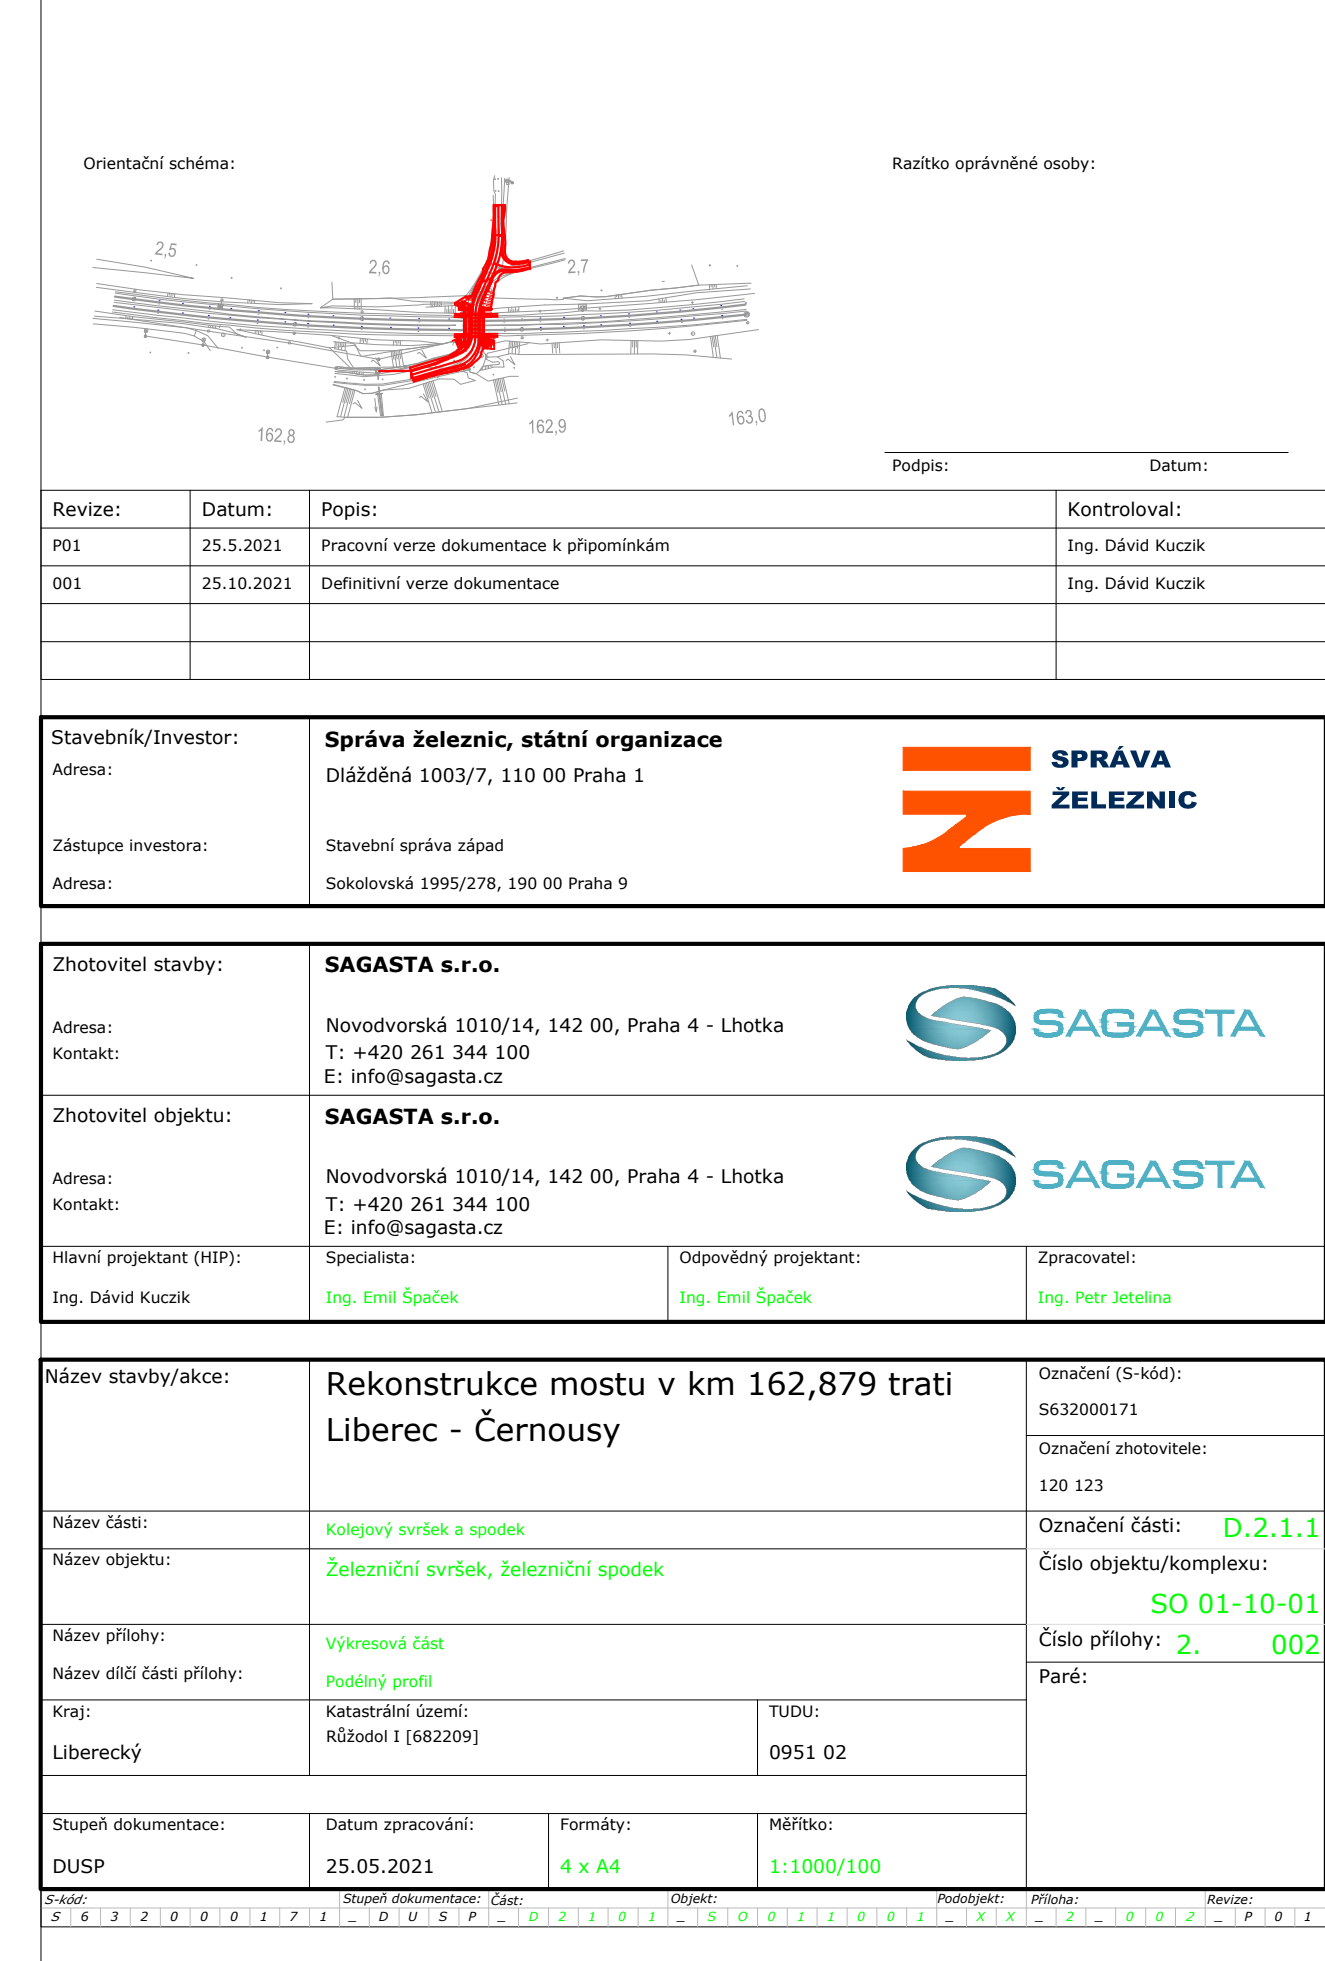 Orientační schéma:
Razítko oprávněné osoby:
2,5
2,6
2,7
162,8
162,9
163,0
Podpis: Datum:
Revize: Datum: Popis: Kontroloval:
P01 25.5.2021 Pracovní verze dokumentace k připomínkám Ing. Dávid Kuczik
001 25.10.2021 Definitivní verze dokumentace Ing. Dávid Kuczik
Stavebník/Investor: Správa železnic, státní organizace
Adresa: Dlážděná 1003/7, 110 00 Praha 1
SPRÁVA
ŽELEZNIC
Zástupce investora: Stavební správa západ
Adresa: Sokolovská 1995/278, 190 00 Praha 9
Zhotovitel stavby: SAGASTA s.r.o.
SAGASTA
Adresa: Novodvorská 1010/14, 142 00, Praha 4 - Lhotka
Kontakt: T: +420 261 344 100
E: info@sagasta.cz
Zhotovitel objektu: SAGASTA s.r.o.
SAGASTA
Adresa: Novodvorská 1010/14, 142 00, Praha 4 - Lhotka
Kontakt: T: +420 261 344 100
E: info@sagasta.cz
Hlavní projektant (HIP): Specialista: Odpovědný projektant: Zpracovatel:
Ing. Dávid Kuczik Ing. Emil Špaček Ing. Emil Špaček Ing. Petr Jetelina
Název stavby/akce: Rekonstrukce mostu v km 162,879 trati
Liberec - Černousy
Označení (S-kód):
S632000171
Označení zhotovitele:
120 123
Název části: Kolejový svršek a spodek Označení části: D.2.1.1
Název objektu: Železniční svršek, železniční spodek Číslo objektu/komplexu:
SO 01-10-01
Název přílohy: Výkresová část Číslo přílohy: 2. 002
Název dílčí části přílohy: Podélný profil Paré:
Kraj: Katastrální území: TUDU:
Růžodol I [682209]
Liberecký 0951 02
Stupeň dokumentace: Datum zpracování: Formáty: Měřítko:
DUSP 25.05.2021 4 x A4 1:1000/100
S-kód: Stupeň dokumentace: Část: Objekt: Podobjekt: Příloha: Revize:
S 6 3 2 0 0 0 1 7 1 _ D U S P _ D 2 1 0 1 _ S O 0 1 1 0 0 1 _ X X _ 2 _ 0 0 2 _ P 0 1